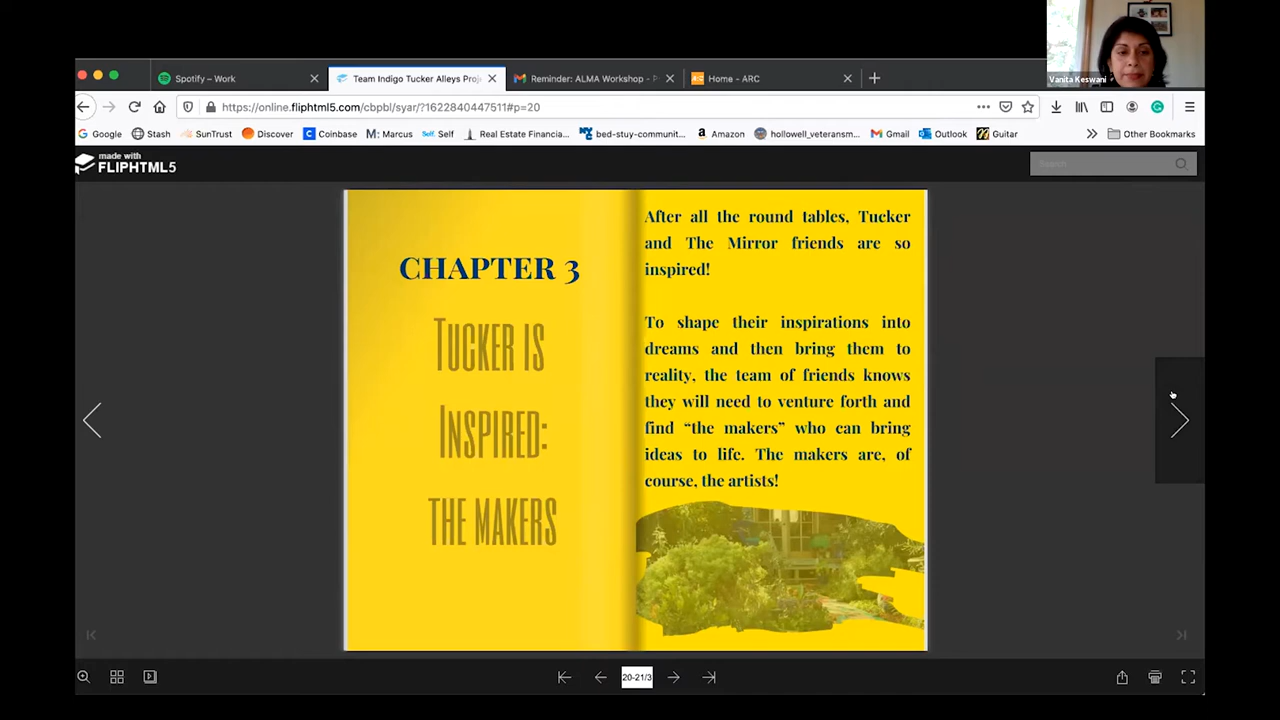 Vanita Keswani
Spotify – Work
Team Indigo Tucker Alleys Proj
Reminder: ALMA Workshop - P
Home - ARC
https://online.fliphtml5.com/cbpbl/syar/?1622840447511#p=20
Google
Stash
SunTrust
Discover
Coinbase
M: Marcus
Self
Real Estate Financia...
bed-stuy-communit...
Amazon
hollowell_veteransm...
Gmail
Outlook
Guitar
Other Bookmarks
made with
FLIPHTML5
Search
CHAPTER 3
TUCKER IS
INSPIRED:
THE MAKERS
After all the round tables, Tucker
and The Mirror friends are so
inspired!
To shape their inspirations into
dreams and then bring them to
reality, the team of friends knows
they will need to venture forth and
find “the makers” who can bring
ideas to life. The makers are, of
course, the artists!
20-21/3